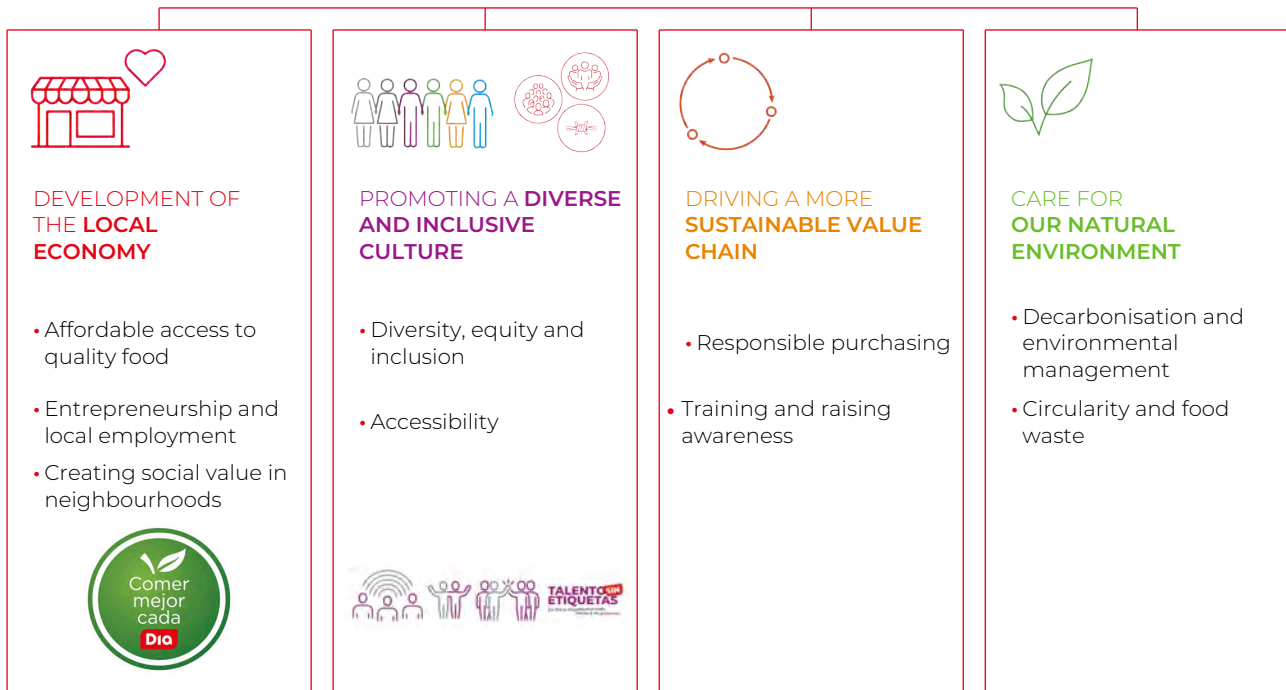 DEVELOPMENT OF
THE LOCAL
ECONOMY
• Affordable access to
quality food
• Entrepreneurship and
local employment
• Creating social value in
neighbourhoods
Comer
mejor
cada
Dia
PROMOTING A DIVERSE
AND INCLUSIVE
CULTURE
• Diversity, equity and
inclusion
• Accessibility
TALENTO SIN
ETIQUETAS
DRIVING A MORE
SUSTAINABLE VALUE
CHAIN
• Responsible purchasing
• Training and raising
awareness
CARE FOR
OUR NATURAL
ENVIRONMENT
• Decarbonisation and
environmental
management
• Circularity and food
waste